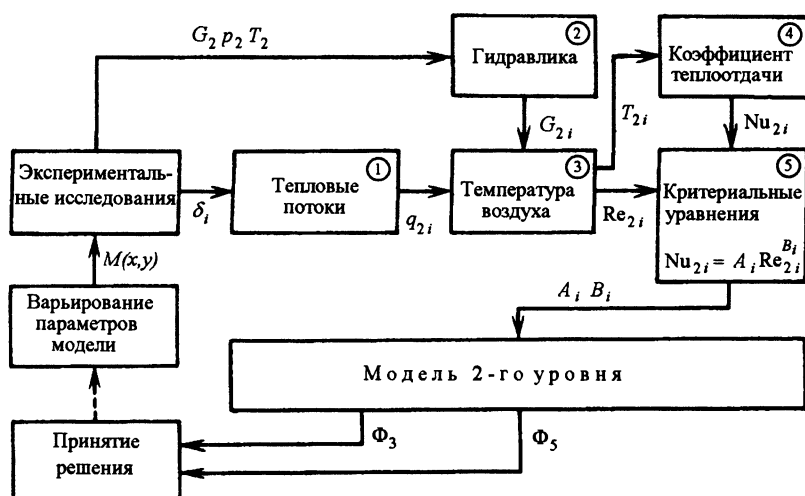 G₂ p₂ T₂
②
Гидравлика
④
Коэффициент
теплоотдачи
G₂ᵢ
T₂ᵢ
Nu₂ᵢ
Эксперименталь-
ные исследования
δᵢ
①
Тепловые
потоки
q₂ᵢ
③
Температура
воздуха
Re₂ᵢ
⑤
Критериальные
уравнения
Nu₂ᵢ = Aᵢ Re₂ᵢ^Bᵢ
M(x,y)
Варьирование
параметров
модели
Aᵢ Bᵢ
Модель 2-го уровня
Принятие
решения
Φ₃
Φ₅